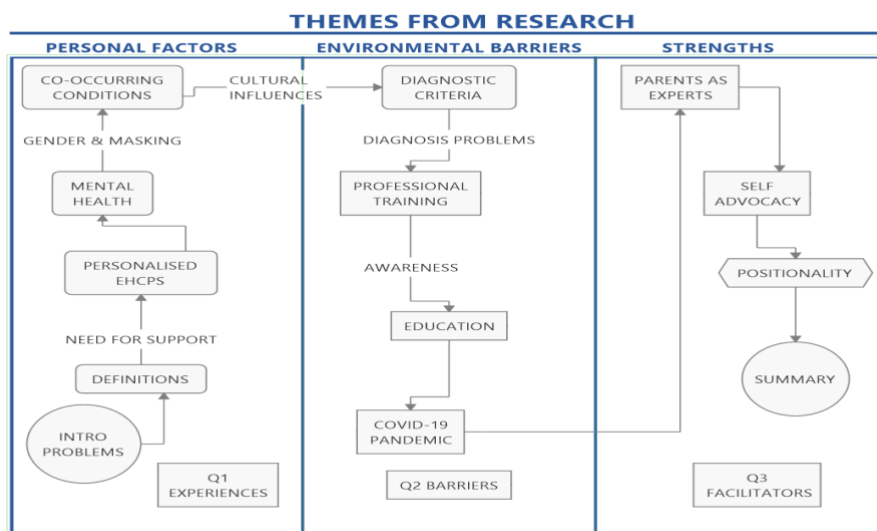 THEMES FROM RESEARCH
PERSONAL FACTORS
CO-OCCURRING
CONDITIONS
GENDER & MASKING
MENTAL
HEALTH
PERSONALISED
EHCPS
NEED FOR SUPPORT
DEFINITIONS
INTRO
PROBLEMS
Q1
EXPERIENCES
CULTURAL
INFLUENCES
ENVIRONMENTAL BARRIERS
DIAGNOSTIC
CRITERIA
DIAGNOSIS PROBLEMS
PROFESSIONAL
TRAINING
AWARENESS
EDUCATION
COVID-19
PANDEMIC
Q2 BARRIERS
STRENGTHS
PARENTS AS
EXPERTS
SELF
ADVOCACY
POSITIONALITY
SUMMARY
Q3
FACILITATORS